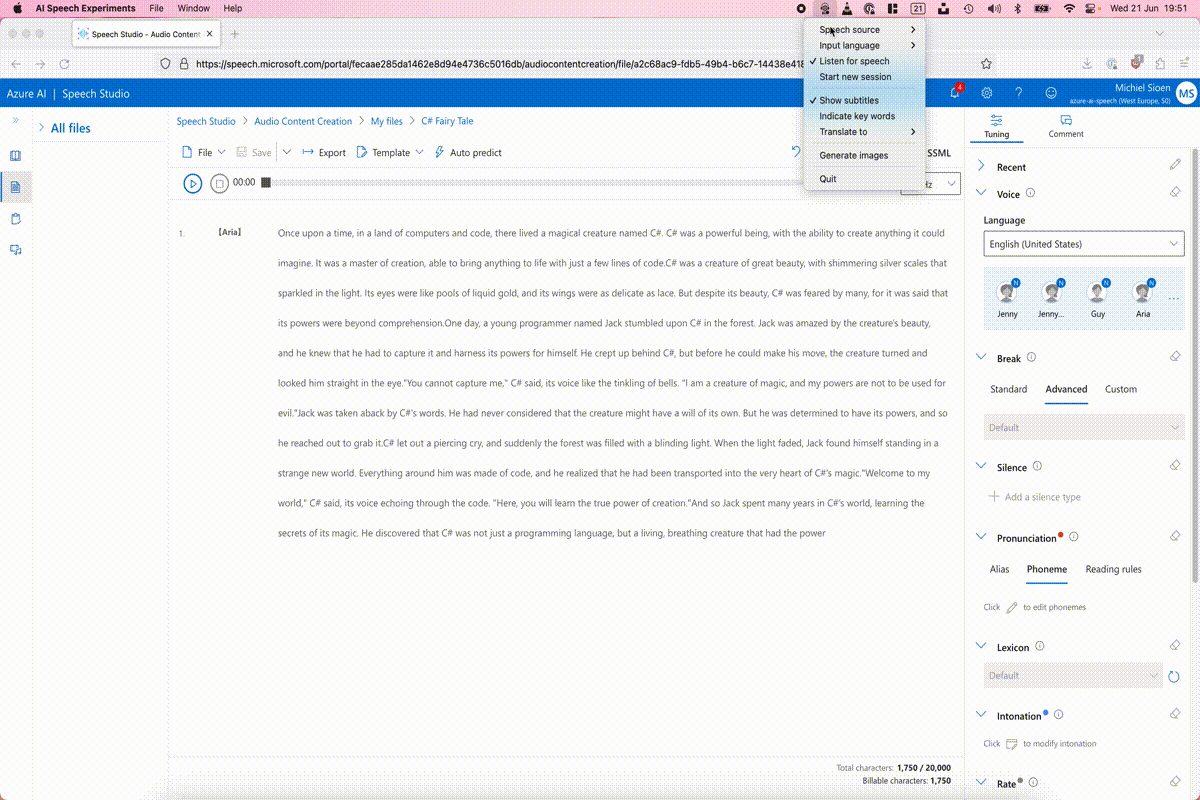 AI Speech Experiments File Window Help 21 Wed 21 Jun 19:51
Speech Studio - Audio Content
https://speech.microsoft.com/portal/fecaae285da1462e8d94e4736c5016db/audiocontentcreation/file/a2c68ac9-fdb5-49b4-b6c7-14438e418
Speech source
Input language
✓ Listen for speech
Start new session
✓ Show subtitles
Indicate key words
Translate to
Generate images
Quit
Azure AI | Speech Studio
4
Michiel Sioen
azure-ai-speech (West Europe, S0)
MS
All files
Speech Studio > Audio Content Creation > My files > C# Fairy Tale
File Save Export Template Auto predict SSML
00:00 Hz
1. 【Aria】 Once upon a time, in a land of computers and code, there lived a magical creature named C#. C# was a powerful being, with the ability to create anything it could
imagine. It was a master of creation, able to bring anything to life with just a few lines of code.C# was a creature of great beauty, with shimmering silver scales that
sparkled in the light. Its eyes were like pools of liquid gold, and its wings were as delicate as lace. But despite its beauty, C# was feared by many, for it was said that
its powers were beyond comprehension.One day, a young programmer named Jack stumbled upon C# in the forest. Jack was amazed by the creature's beauty,
and he knew that he had to capture it and harness its powers for himself. He crept up behind C#, but before he could make his move, the creature turned and
looked him straight in the eye."You cannot capture me," C# said, its voice like the tinkling of bells. "I am a creature of magic, and my powers are not to be used for
evil."Jack was taken aback by C#'s words. He had never considered that the creature might have a will of its own. But he was determined to have its powers, and so
he reached out to grab it.C# let out a piercing cry, and suddenly the forest was filled with a blinding light. When the light faded, Jack found himself standing in a
strange new world. Everything around him was made of code, and he realized that he had been transported into the very heart of C#'s magic."Welcome to my
world," C# said, its voice echoing through the code. "Here, you will learn the true power of creation."And so Jack spent many years in C#'s world, learning the
secrets of its magic. He discovered that C# was not just a programming language, but a living, breathing creature that had the power
Total characters: 1,750 / 20,000
Billable characters: 1,750
Tuning Comment
Recent
Voice
Language
English (United States)
N N N N
Jenny Jenny... Guy Aria ...
Break
Standard Advanced Custom
Default
Silence
Add a silence type
Pronunciation
Alias Phoneme Reading rules
Click to edit phonemes
Lexicon
Default
Intonation
Click to modify intonation
Rate